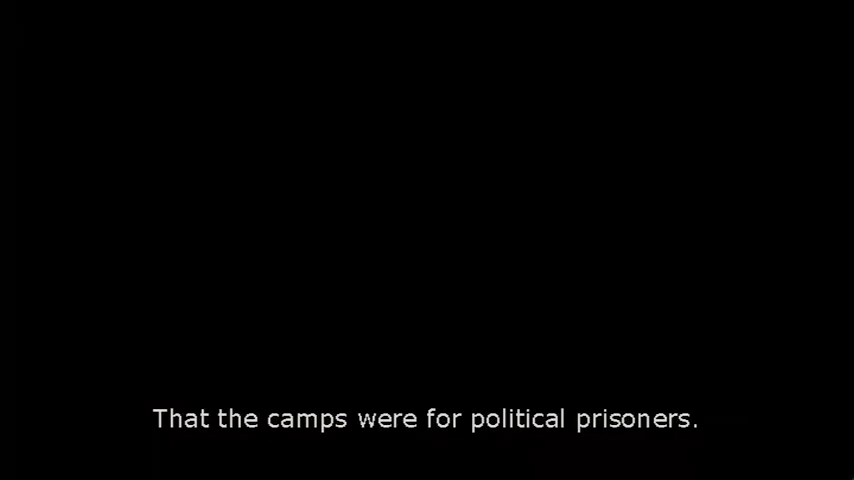 That the camps were for political prisoners.